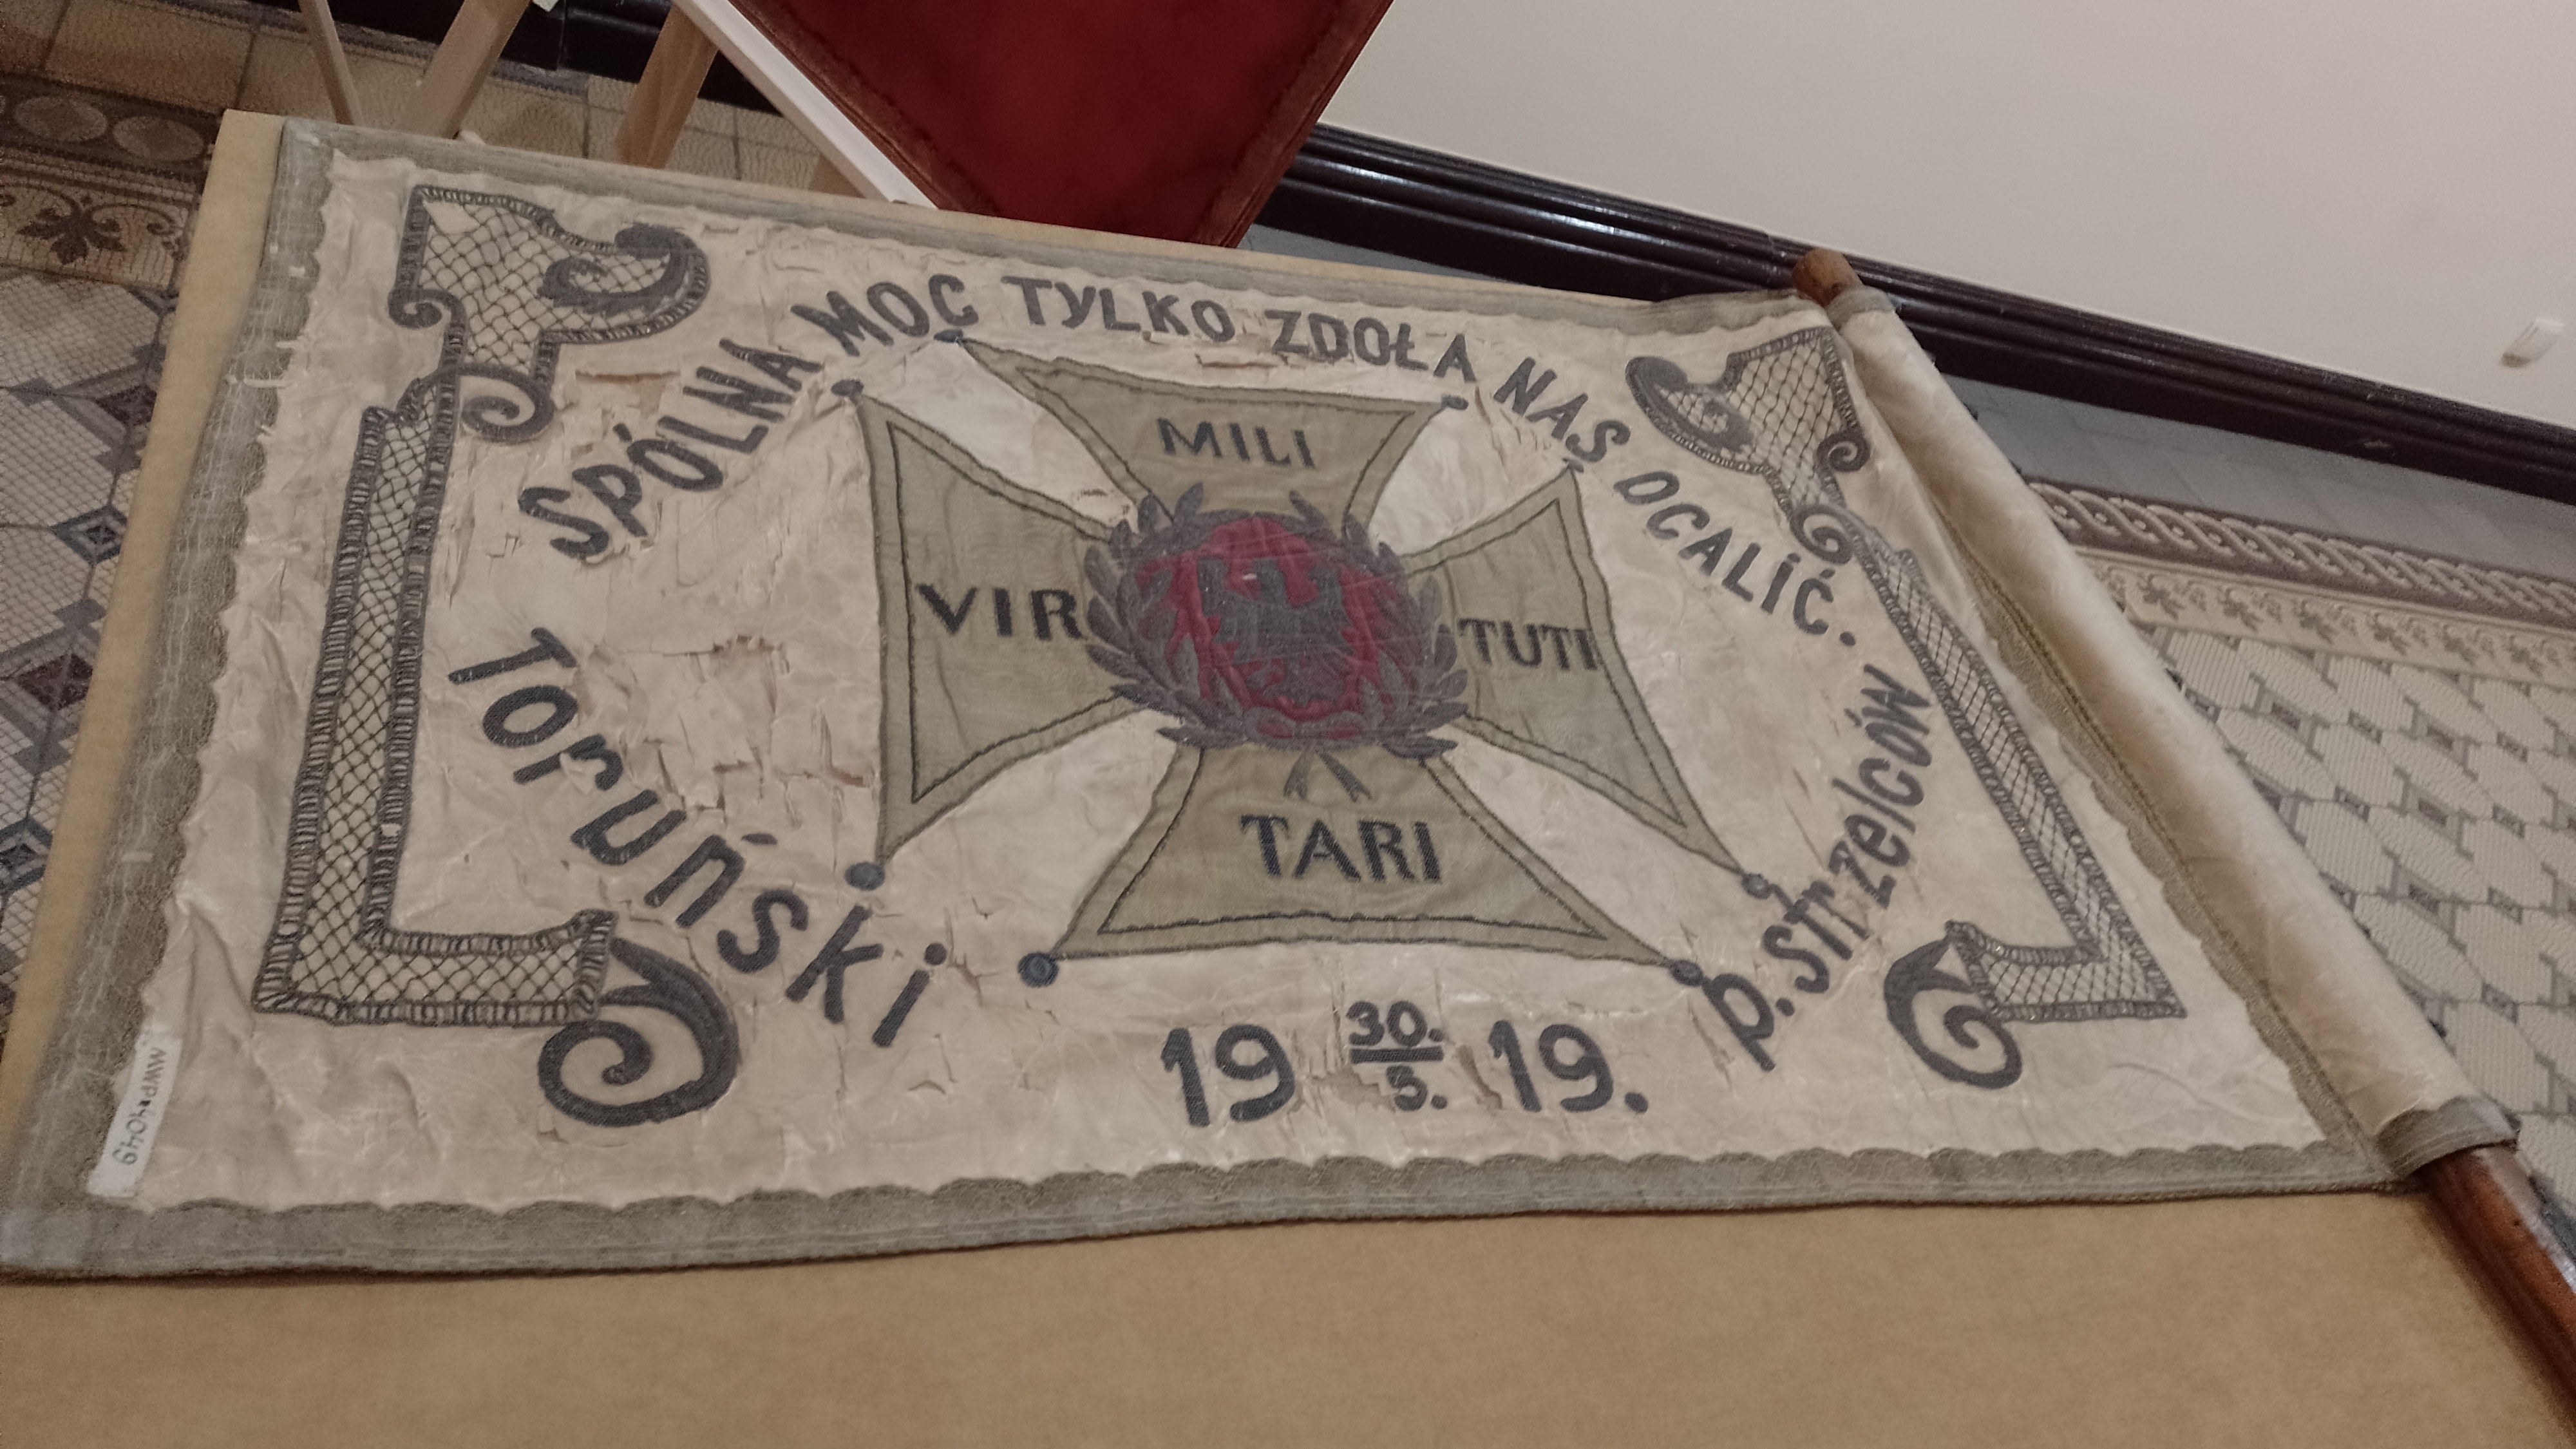 SPÓLNA MOC TYLKO ZDOŁA NAS OCALIĆ.
MILI
VIR TUTI
TARI
Toruński p. strzelców
19 30./5. 19.
MWP 4049